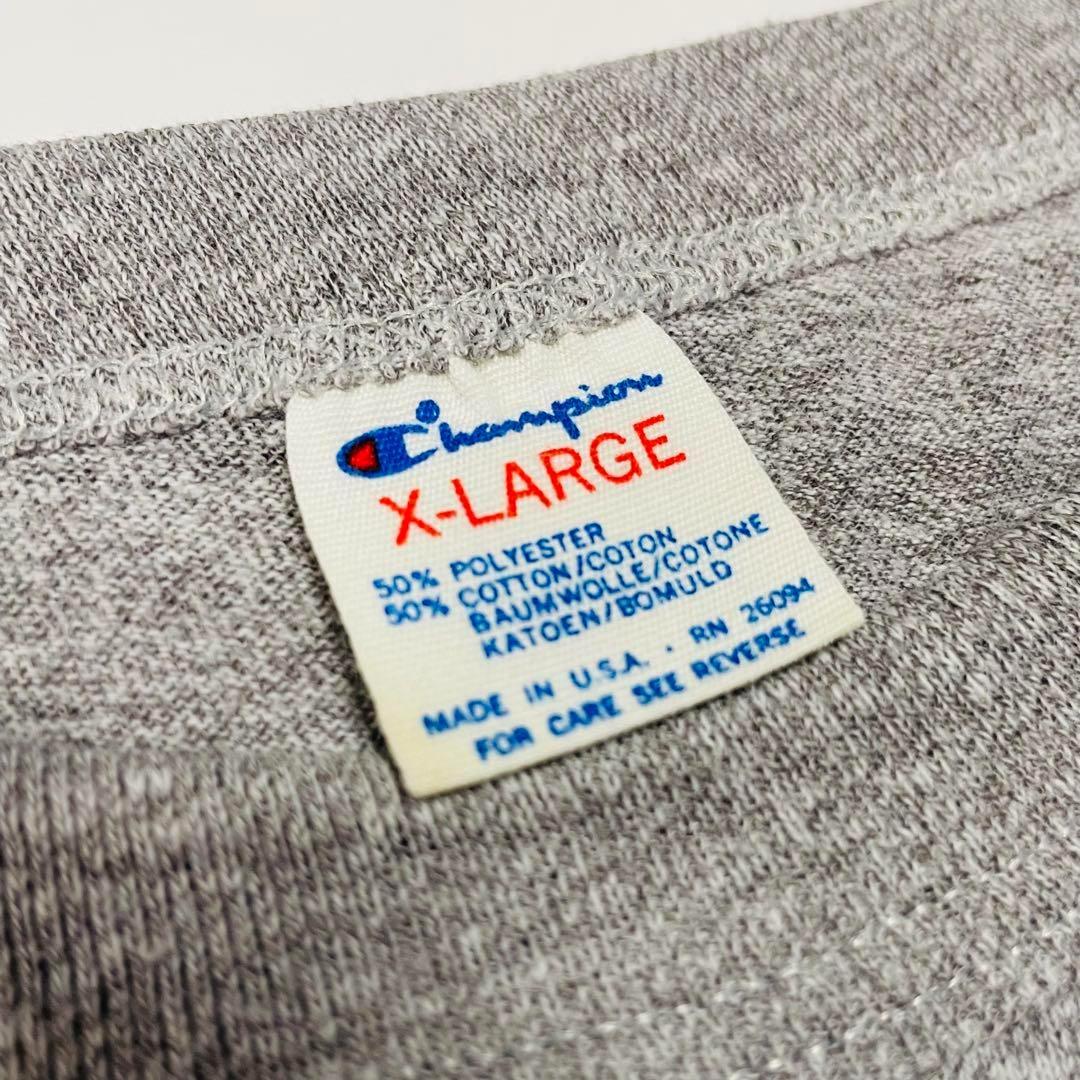 Champion®
X-LARGE
50% POLYESTER
50% COTTON/COTON
BAUMWOLLE/COTONE
KATOEN/BOMULD
MADE IN U.S.A. . RN 26094
FOR CARE SEE REVERSE